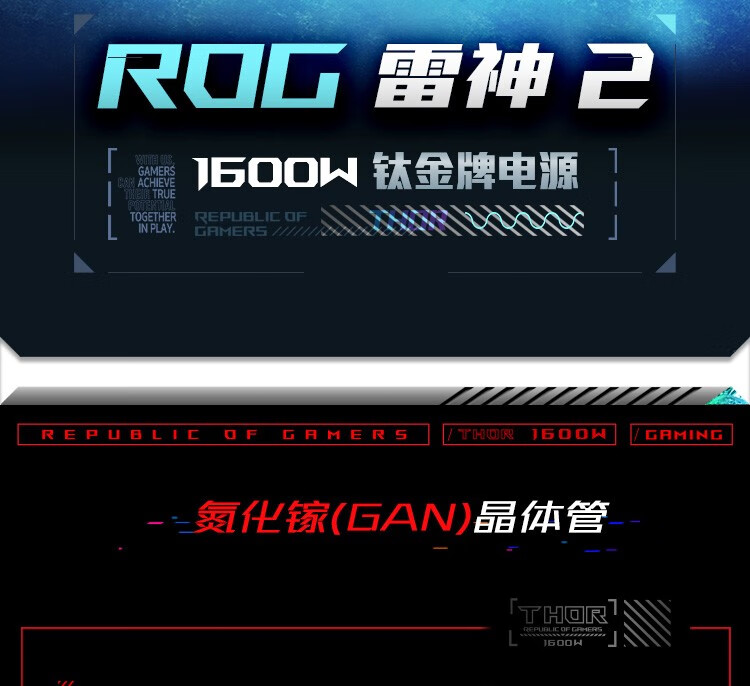 ROG 雷神 2
WITH US,
GAMERS
CAN ACHIEVE
THEIR TRUE
POTENTIAL
TOGETHER
IN PLAY.
1600W 钛金牌电源
REPUBLIC OF
GAMERS
THOR
REPUBLIC OF GAMERS
/THOR 1600W
/GAMING
氮化镓(GAN)晶体管
THOR
REPUBLIC OF GAMERS
1600W